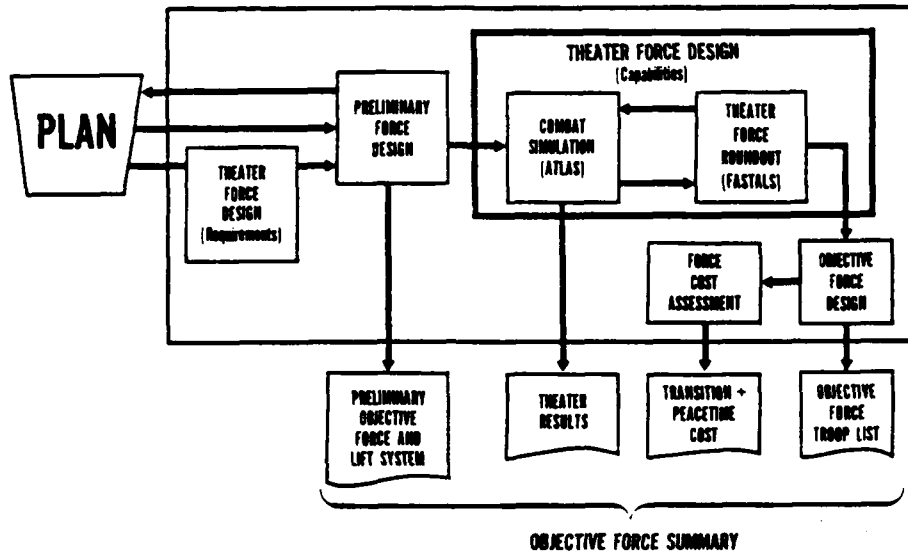 THEATER FORCE DESIGN
(Capabilities)
PLAN
PRELIMINARY
FORCE
DESIGN
COMBAT
SIMULATION
(ATLAS)
THEATER
FORCE
ROUNDOUT
(FASTALS)
THEATER
FORCE
DESIGN
(Requirements)
FORCE
COST
ASSESSMENT
OBJECTIVE
FORCE
DESIGN
PRELIMINARY
OBJECTIVE
FORCE AND
LIFT SYSTEM
THEATER
RESULTS
TRANSITION +
PEACETIME
COST
OBJECTIVE
FORCE
TROOP LIST
OBJECTIVE FORCE SUMMARY